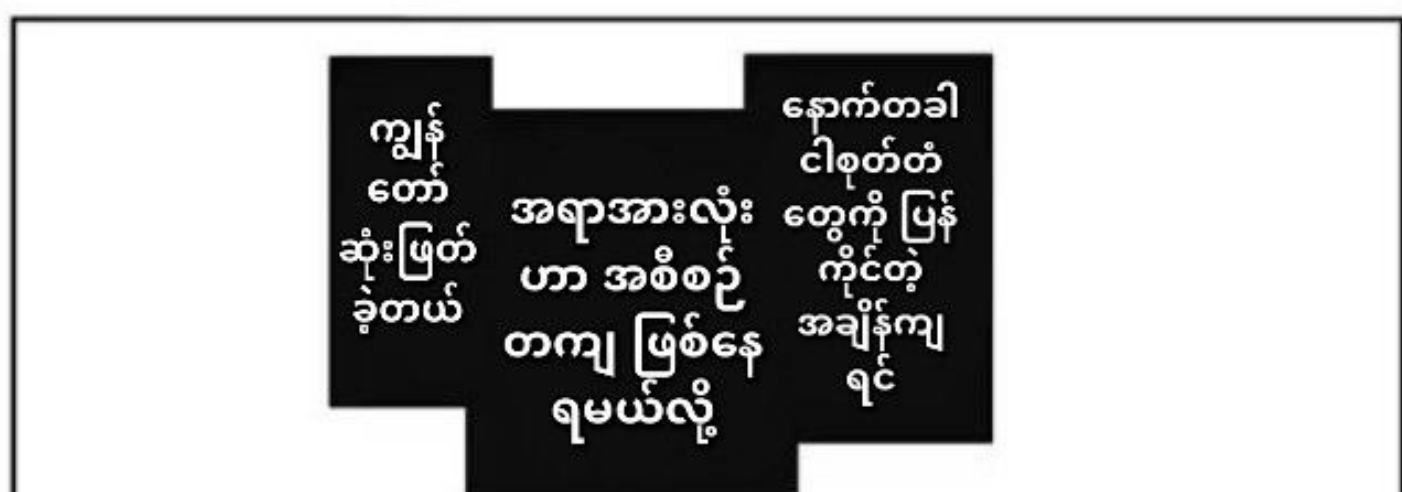 နောက်တခါ
ငါစုတ်တံ
တွေကို ပြန်
ကိုင်တဲ့
အချိန်ကျ
ရင်
အရာအားလုံး
ဟာ အစီစဉ်
တကျ ဖြစ်နေ
ရမယ်လို့
ကျွန်
တော်
ဆုံးဖြတ်
ခဲ့တယ်